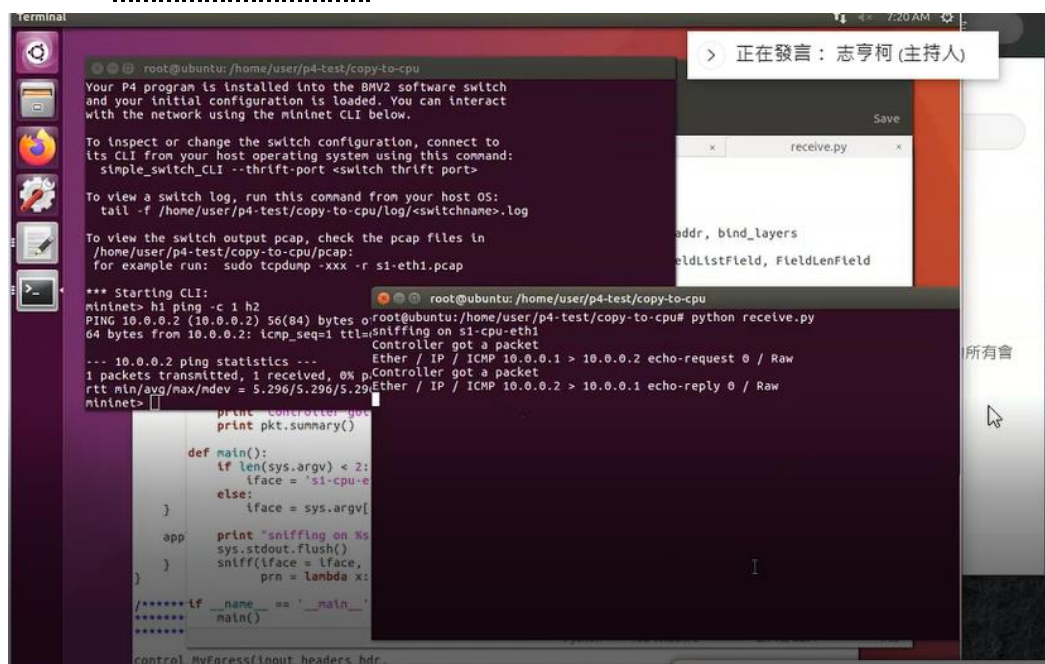 Terminal
7:20 AM
正在發言： 志亨柯 (主持人)
root@ubuntu: /home/user/p4-test/copy-to-cpu
Your P4 program is installed into the BMV2 software switch
and your initial configuration is loaded. You can interact
with the network using the mininet CLI below.
To inspect or change the switch configuration, connect to
its CLI from your host operating system using this command:
simple_switch_CLI --thrift-port <switch thrift port>
To view a switch log, run this command from your host OS:
tail -f /home/user/p4-test/copy-to-cpu/log/<switchname>.log
To view the switch output pcap, check the pcap files in
/home/user/p4-test/copy-to-cpu/pcap:
for example run:  sudo tcpdump -xxx -r s1-eth1.pcap
*** Starting CLI:
mininet> h1 ping -c 1 h2
PING 10.0.0.2 (10.0.0.2) 56(84) bytes o
64 bytes from 10.0.0.2: icmp_seq=1 ttl=
--- 10.0.0.2 ping statistics ---
1 packets transmitted, 1 received, 0% p
rtt min/avg/max/mdev = 5.296/5.296/5.29
mininet>
Save
× receive.py ×
addr, bind_layers
eldListField, FieldLenField
root@ubuntu: /home/user/p4-test/copy-to-cpu
root@ubuntu:/home/user/p4-test/copy-to-cpu# python receive.py
sniffing on s1-cpu-eth1
Controller got a packet
Ether / IP / ICMP 10.0.0.1 > 10.0.0.2 echo-request 0 / Raw
Controller got a packet
Ether / IP / ICMP 10.0.0.2 > 10.0.0.1 echo-reply 0 / Raw
所有會
print "Controller got
print pkt.summary()
def main():
if len(sys.argv) < 2:
iface = 's1-cpu-e
else:
} iface = sys.argv[
app print "sniffing on %s
sys.stdout.flush()
} sniff(iface = iface,
} prn = lambda x:
/****** if __name__ == '__main__'
******* main()
*******
control MyEgress(inout headers hdr,